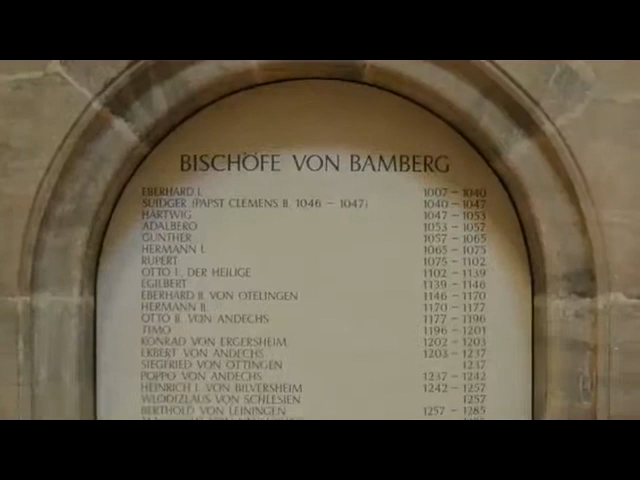 BISCHÖFE VON BAMBERG
EBERHARD I. 1007 – 1040
SUIDGER (PAPST CLEMENS II. 1046 – 1047) 1040 – 1047
HARTWIG 1047 – 1053
ADALBERO 1053 – 1057
GUNTHER 1057 – 1065
HERMANN I. 1065 – 1075
RUPERT 1075 – 1102
OTTO I., DER HEILIGE 1102 – 1139
EGILBERT 1139 – 1146
EBERHARD II. VON OTELINGEN 1146 – 1170
HERMANN II. 1170 – 1177
OTTO II. VON ANDECHS 1177 – 1196
TIMO 1196 – 1201
KONRAD VON ERGERSHEIM 1202 – 1203
EKBERT VON ANDECHS 1203 – 1237
SIEGFRIED VON OTTINGEN 1237
POPPO VON ANDECHS 1237 – 1242
HEINRICH I. VON BILVERSHEIM 1242 – 1257
WLODIZLAUS VON SCHLESIEN 1257
BERTHOLD VON LEININGEN 1257 – 1285